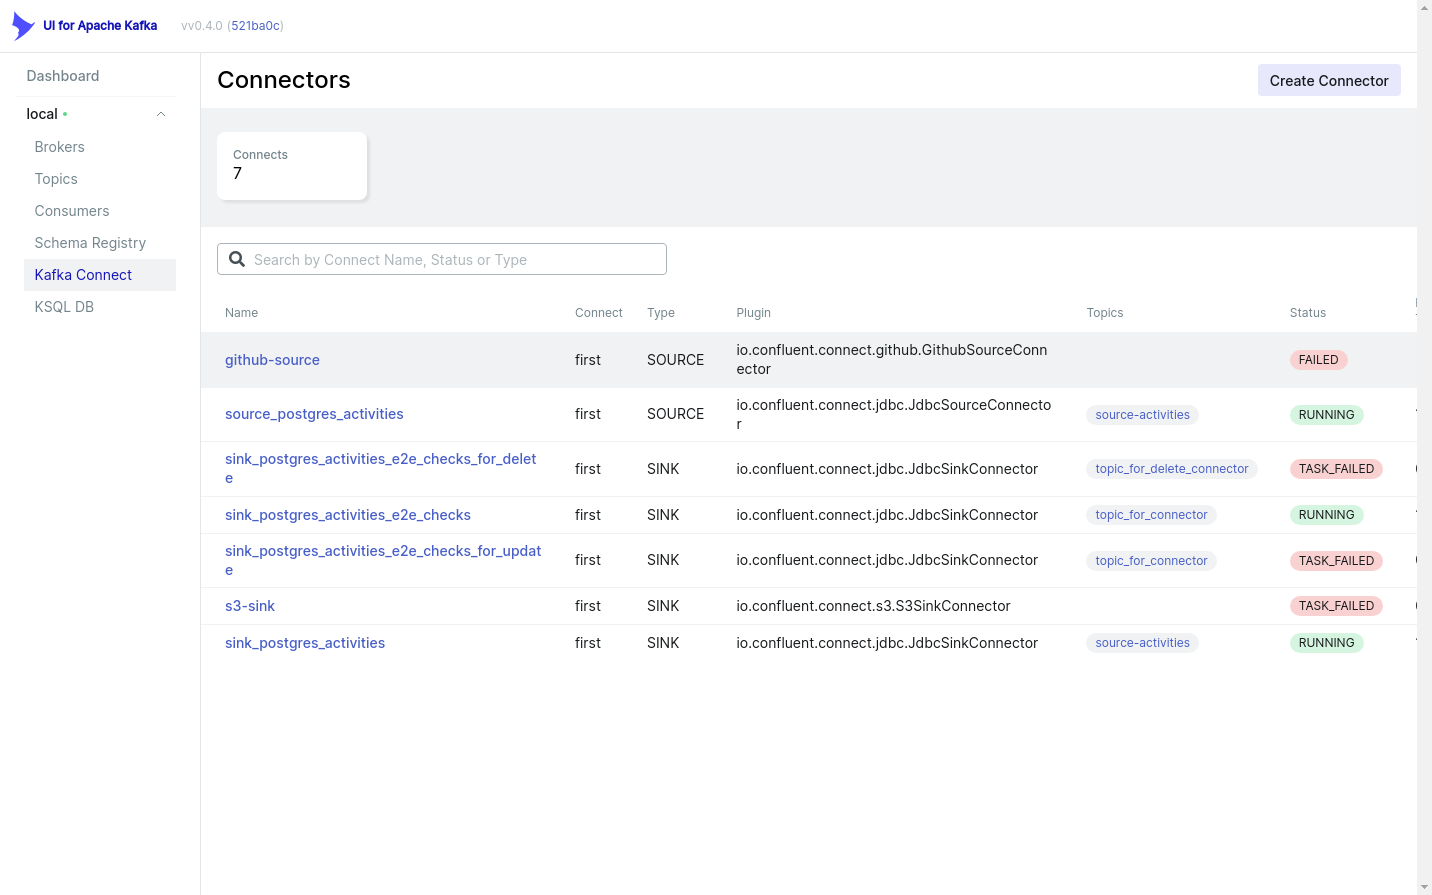 UI for Apache Kafka vv0.4.0 (521ba0c)
Dashboard
local
Brokers
Topics
Consumers
Schema Registry
Kafka Connect
KSQL DB
Connectors
Create Connector
Connects
7
Search by Connect Name, Status or Type
Name Connect Type Plugin Topics Status
github-source first SOURCE io.confluent.connect.github.GithubSourceConn
ector FAILED
source_postgres_activities first SOURCE io.confluent.connect.jdbc.JdbcSourceConnecto
r source-activities RUNNING
sink_postgres_activities_e2e_checks_for_delet
e first SINK io.confluent.connect.jdbc.JdbcSinkConnector topic_for_delete_connector TASK_FAILED
sink_postgres_activities_e2e_checks first SINK io.confluent.connect.jdbc.JdbcSinkConnector topic_for_connector RUNNING
sink_postgres_activities_e2e_checks_for_updat
e first SINK io.confluent.connect.jdbc.JdbcSinkConnector topic_for_connector TASK_FAILED
s3-sink first SINK io.confluent.connect.s3.S3SinkConnector TASK_FAILED
sink_postgres_activities first SINK io.confluent.connect.jdbc.JdbcSinkConnector source-activities RUNNING